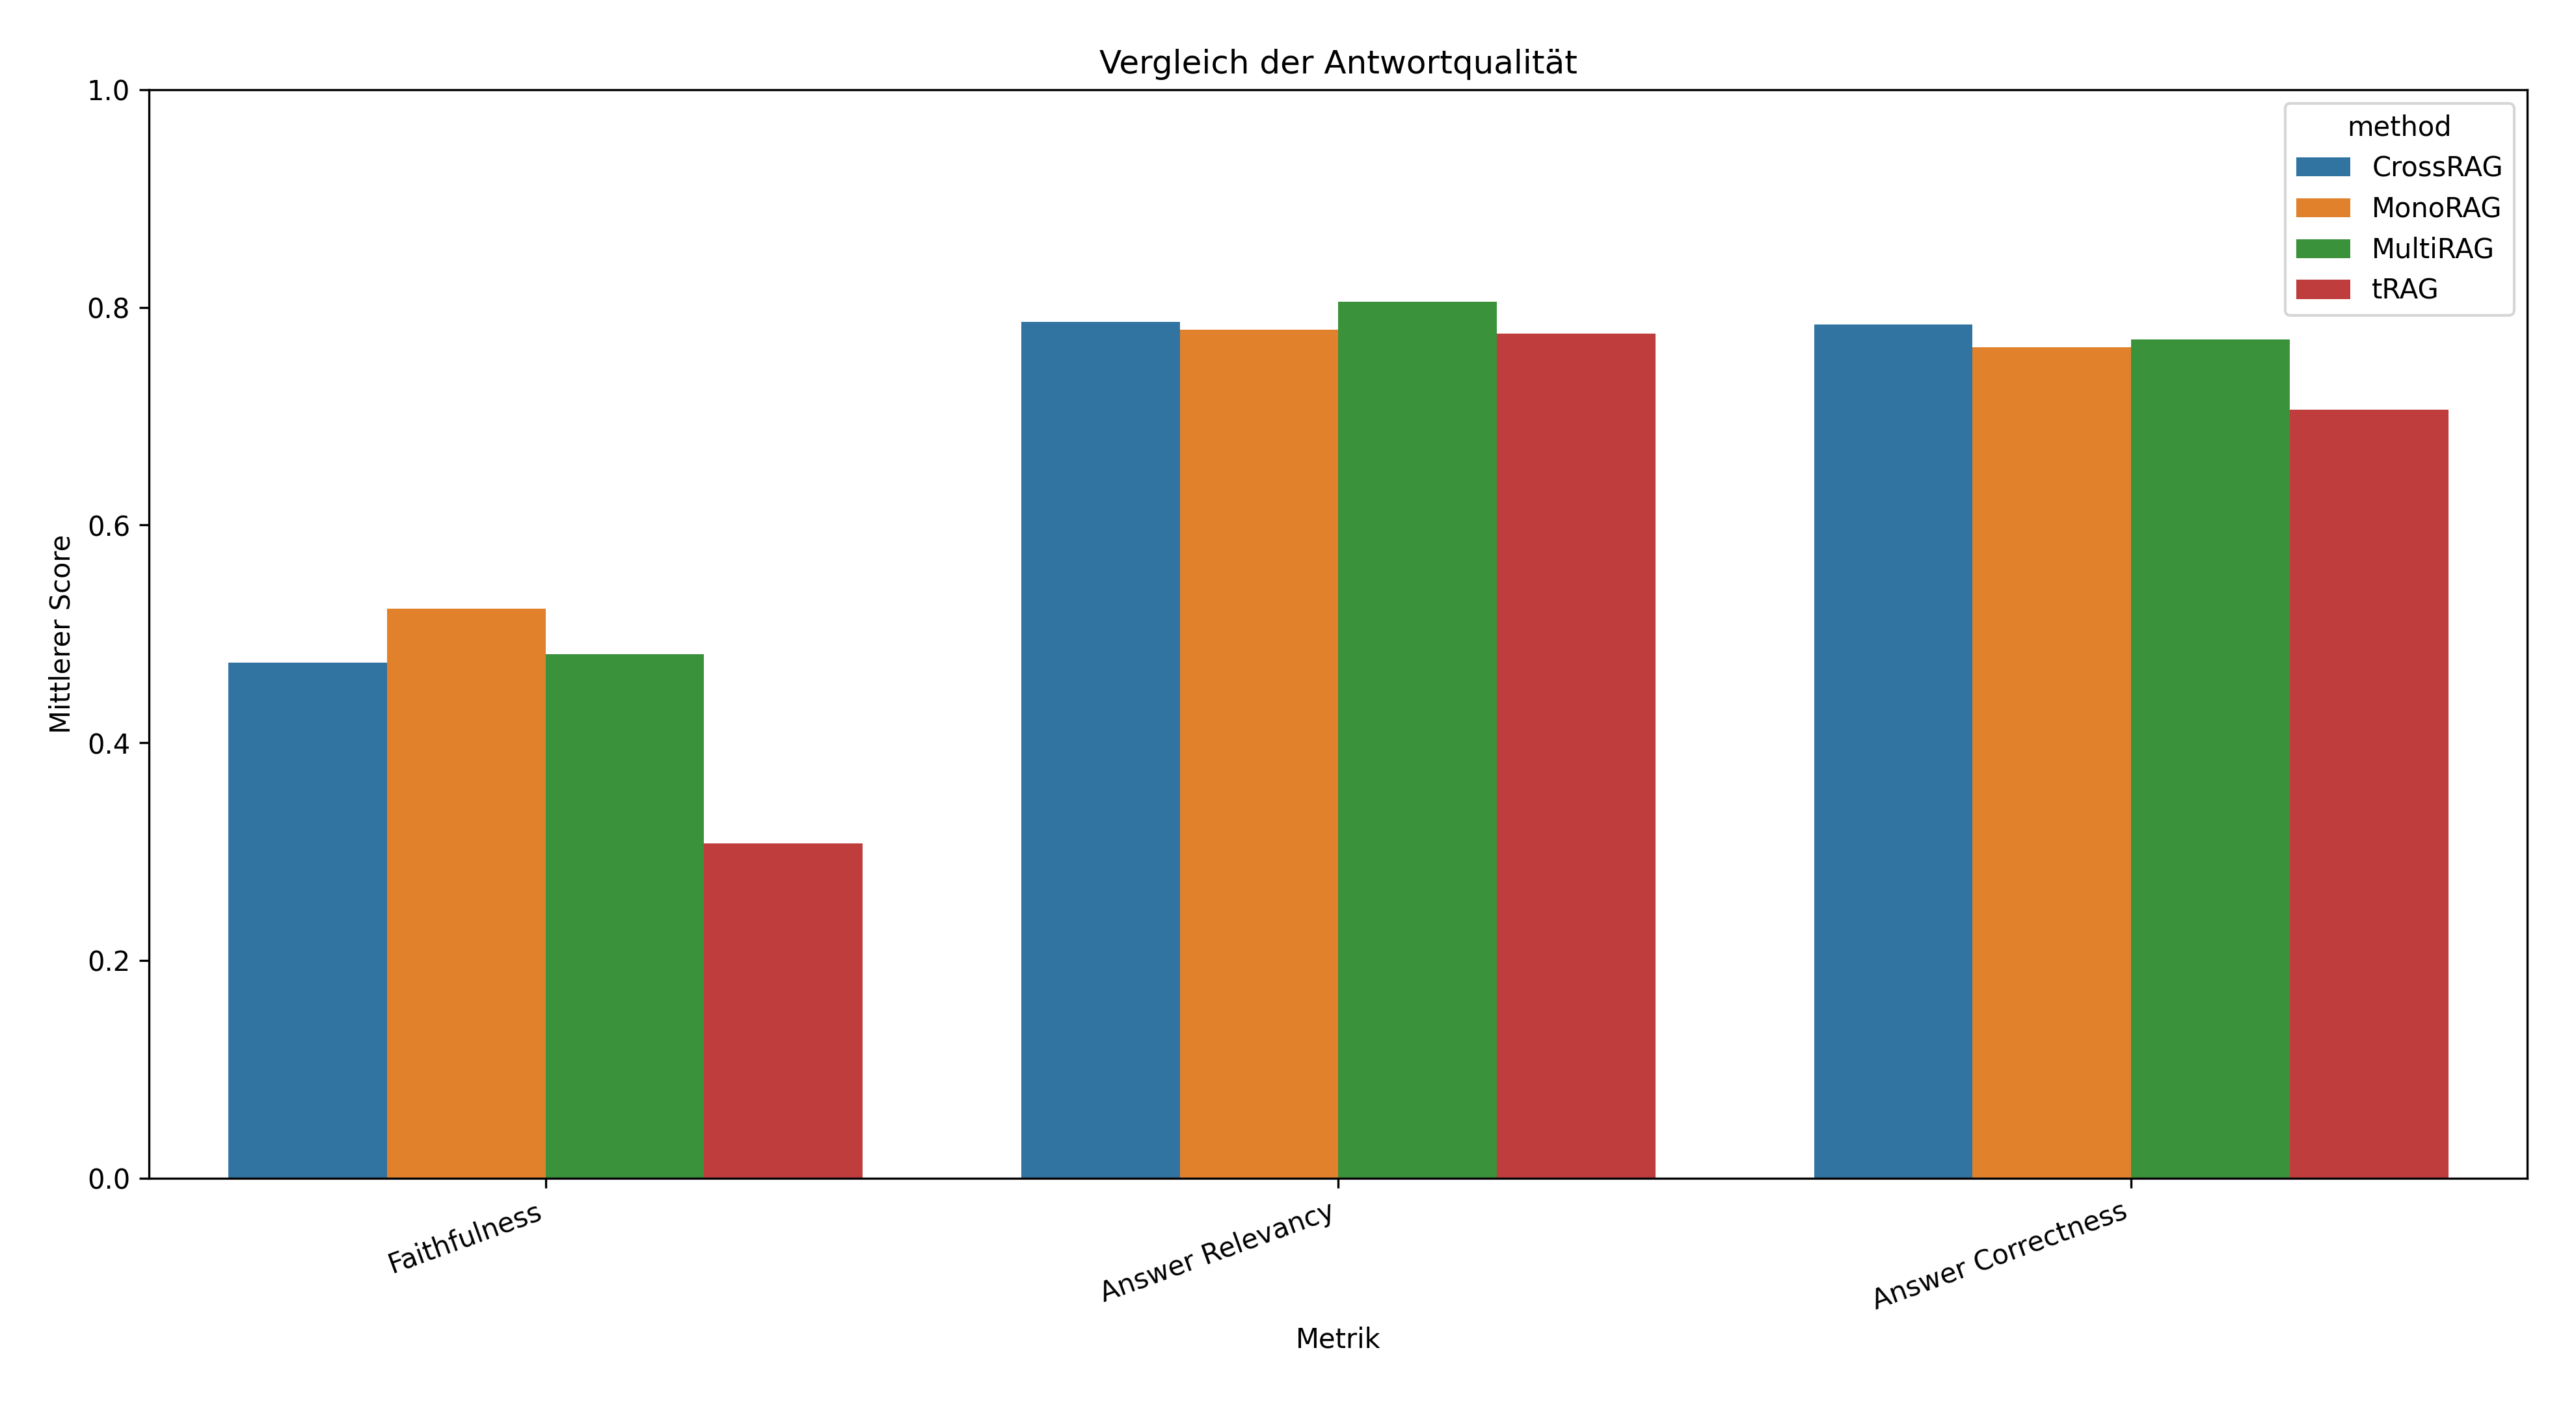 Vergleich der Antwortqualität
1.0
0.8
0.6
0.4
0.2
0.0
Mittlerer Score
method
CrossRAG
MonoRAG
MultiRAG
tRAG
Faithfulness
Answer Relevancy
Answer Correctness
Metrik